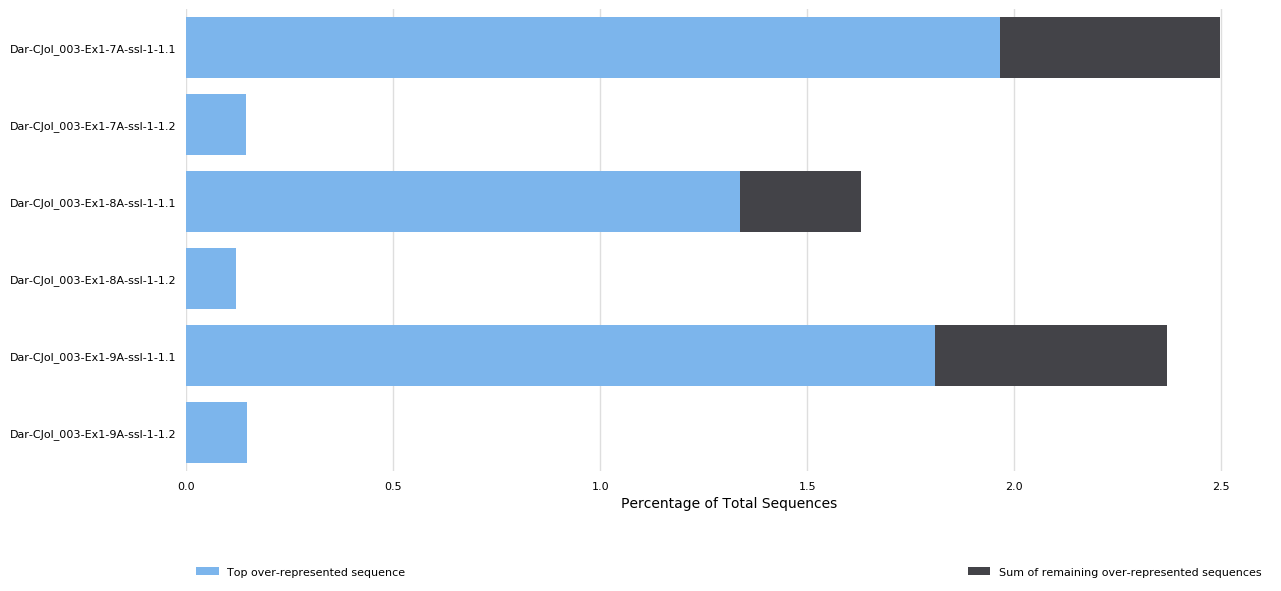 Dar-CJol_003-Ex1-7A-ssl-1-1.1
Dar-CJol_003-Ex1-7A-ssl-1-1.2
Dar-CJol_003-Ex1-8A-ssl-1-1.1
Dar-CJol_003-Ex1-8A-ssl-1-1.2
Dar-CJol_003-Ex1-9A-ssl-1-1.1
Dar-CJol_003-Ex1-9A-ssl-1-1.2
0.0 0.5 1.0 1.5 2.0 2.5
Percentage of Total Sequences
Top over-represented sequence
Sum of remaining over-represented sequences